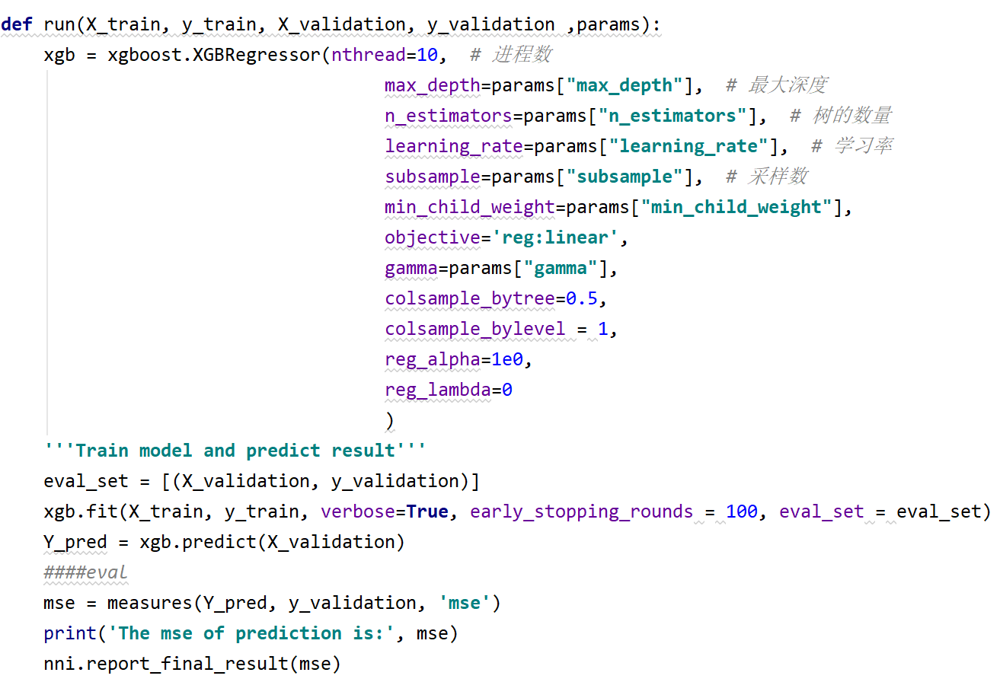 def run(X_train, y_train, X_validation, y_validation ,params):
    xgb = xgboost.XGBRegressor(nthread=10,  # 进程数
                                max_depth=params["max_depth"],  # 最大深度
                                n_estimators=params["n_estimators"],  # 树的数量
                                learning_rate=params["learning_rate"],  # 学习率
                                subsample=params["subsample"],  # 采样数
                                min_child_weight=params["min_child_weight"],
                                objective='reg:linear',
                                gamma=params["gamma"],
                                colsample_bytree=0.5,
                                colsample_bylevel = 1,
                                reg_alpha=1e0,
                                reg_lambda=0
                                )
    '''Train model and predict result'''
    eval_set = [(X_validation, y_validation)]
    xgb.fit(X_train, y_train, verbose=True, early_stopping_rounds = 100, eval_set = eval_set)
    Y_pred = xgb.predict(X_validation)
    ####eval
    mse = measures(Y_pred, y_validation, 'mse')
    print('The mse of prediction is:', mse)
    nni.report_final_result(mse)